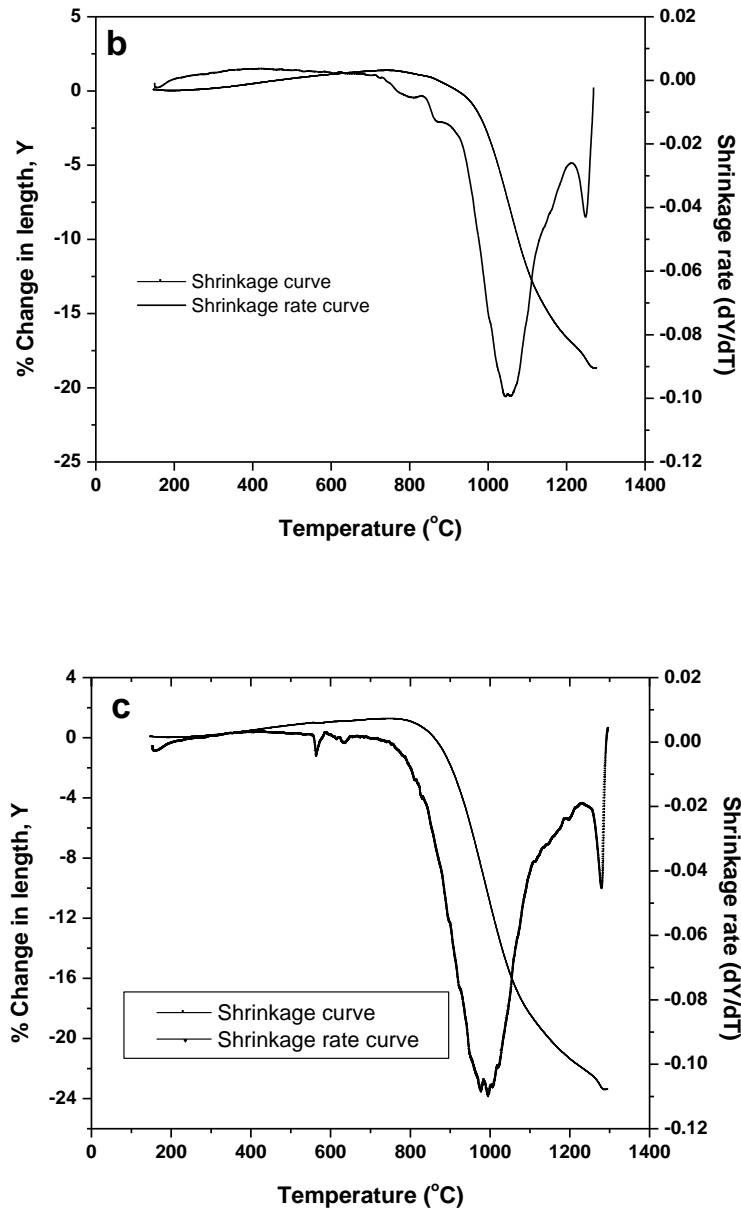 b
5
0
-5
-10
-15
-20
-25
% Change in length, Y
0.02
0.00
-0.02
-0.04
-0.06
-0.08
-0.10
-0.12
Shrinkage rate (dY/dT)
Shrinkage curve
Shrinkage rate curve
0 200 400 600 800 1000 1200 1400
Temperature (°C)
c
4
0
-4
-8
-12
-16
-20
-24
% Change in length, Y
0.02
0.00
-0.02
-0.04
-0.06
-0.08
-0.10
-0.12
Shrinkage rate (dY/dT)
Shrinkage curve
Shrinkage rate curve
0 200 400 600 800 1000 1200 1400
Temperature (°C)